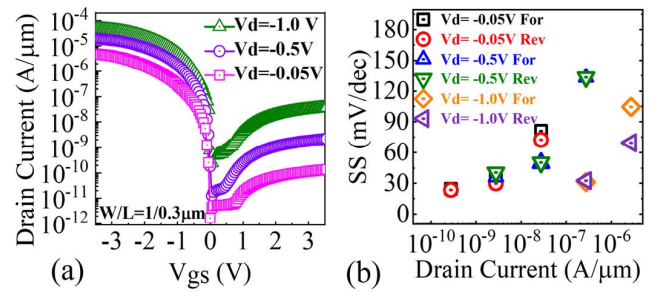 10⁻⁴
10⁻⁵
10⁻⁶
10⁻⁷
10⁻⁸
10⁻⁹
10⁻¹⁰
10⁻¹¹
10⁻¹²
Drain Current (A/μm)
Vd=-1.0 V
Vd=-0.5V
Vd=-0.05V
W/L=1/0.3μm
-3 -2 -1 0 1 2 3
(a)
Vgs (V)
180
150
120
90
60
30
0
SS (mV/dec)
Vd= -0.05V For
Vd= -0.05V Rev
Vd= -0.5V For
Vd= -0.5V Rev
Vd= -1.0V For
Vd= -1.0V Rev
10⁻¹⁰ 10⁻⁹ 10⁻⁸ 10⁻⁷ 10⁻⁶
(b)
Drain Current (A/μm)